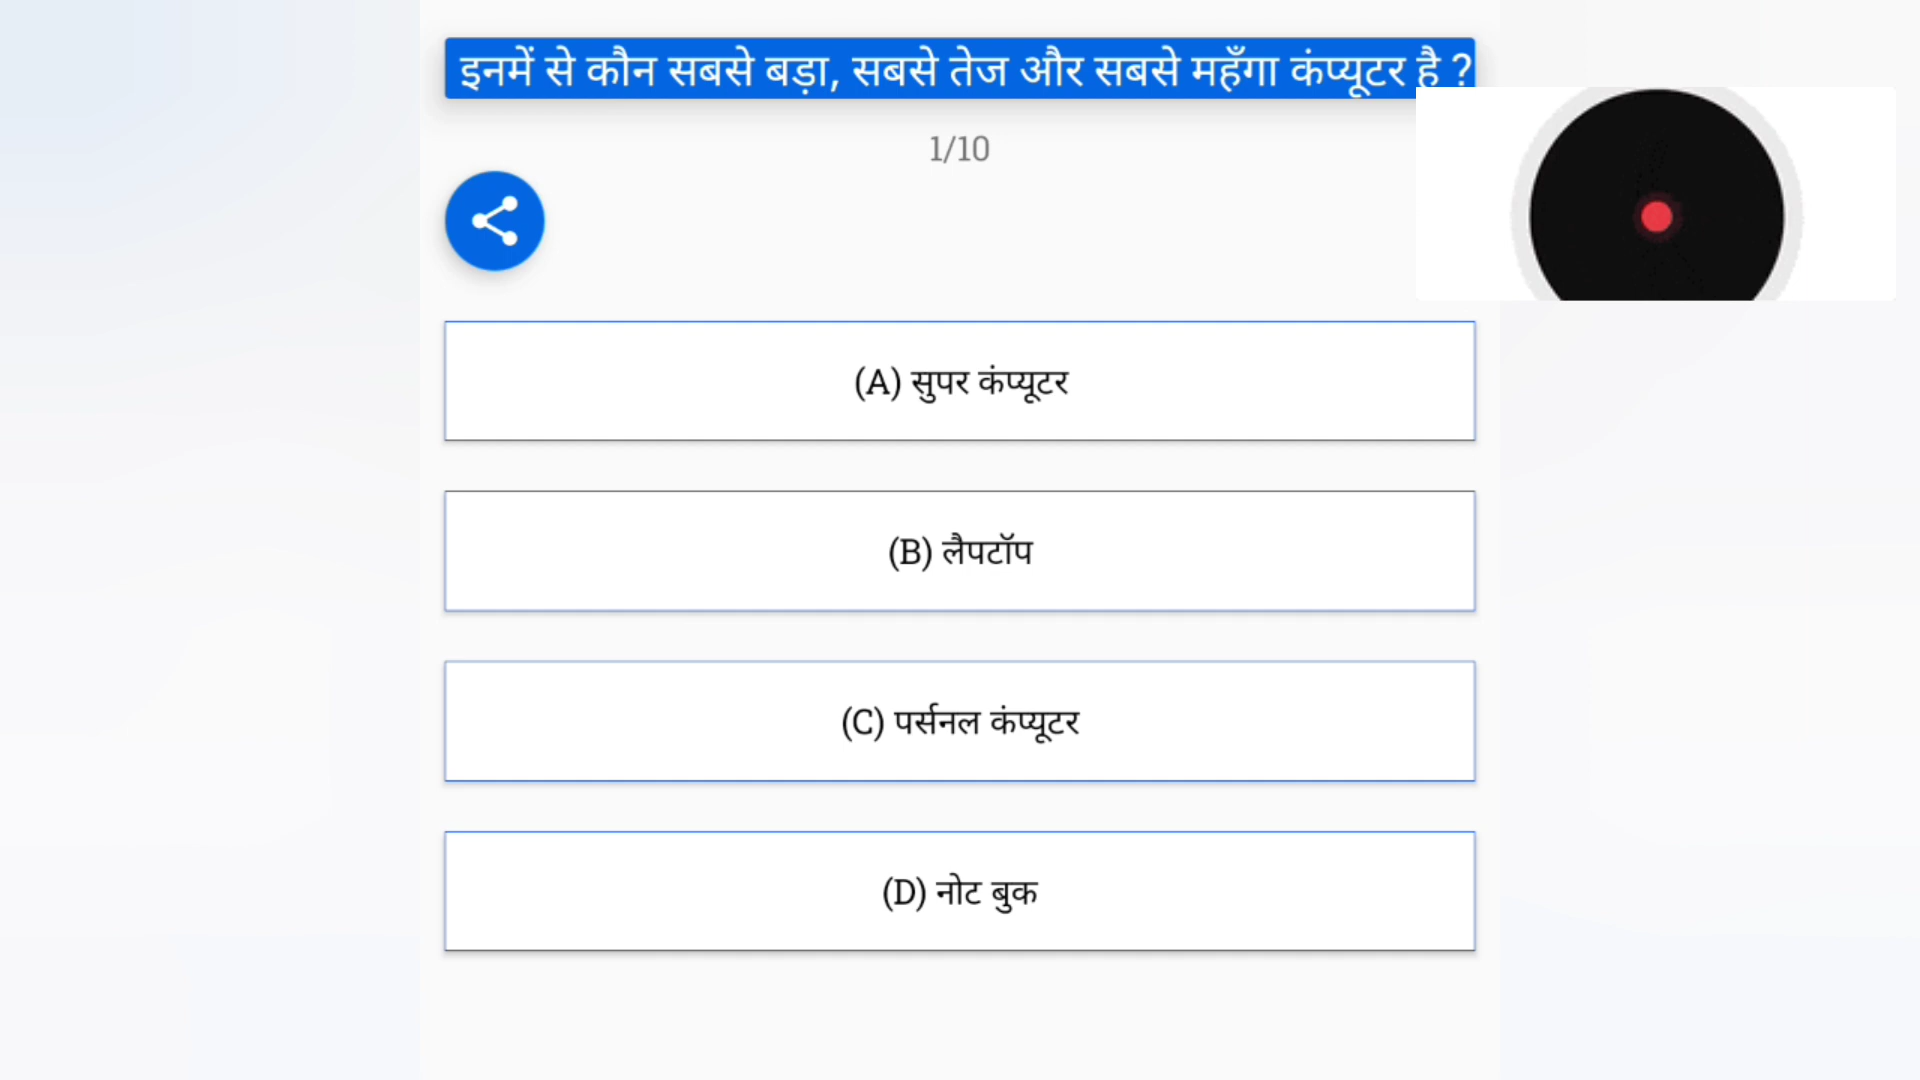 इनमें से कौन सबसे बड़ा, सबसे तेज और सबसे महँगा कंप्यूटर है ?
1/10
(A) सुपर कंप्यूटर
(B) लैपटॉप
(C) पर्सनल कंप्यूटर
(D) नोट बुक